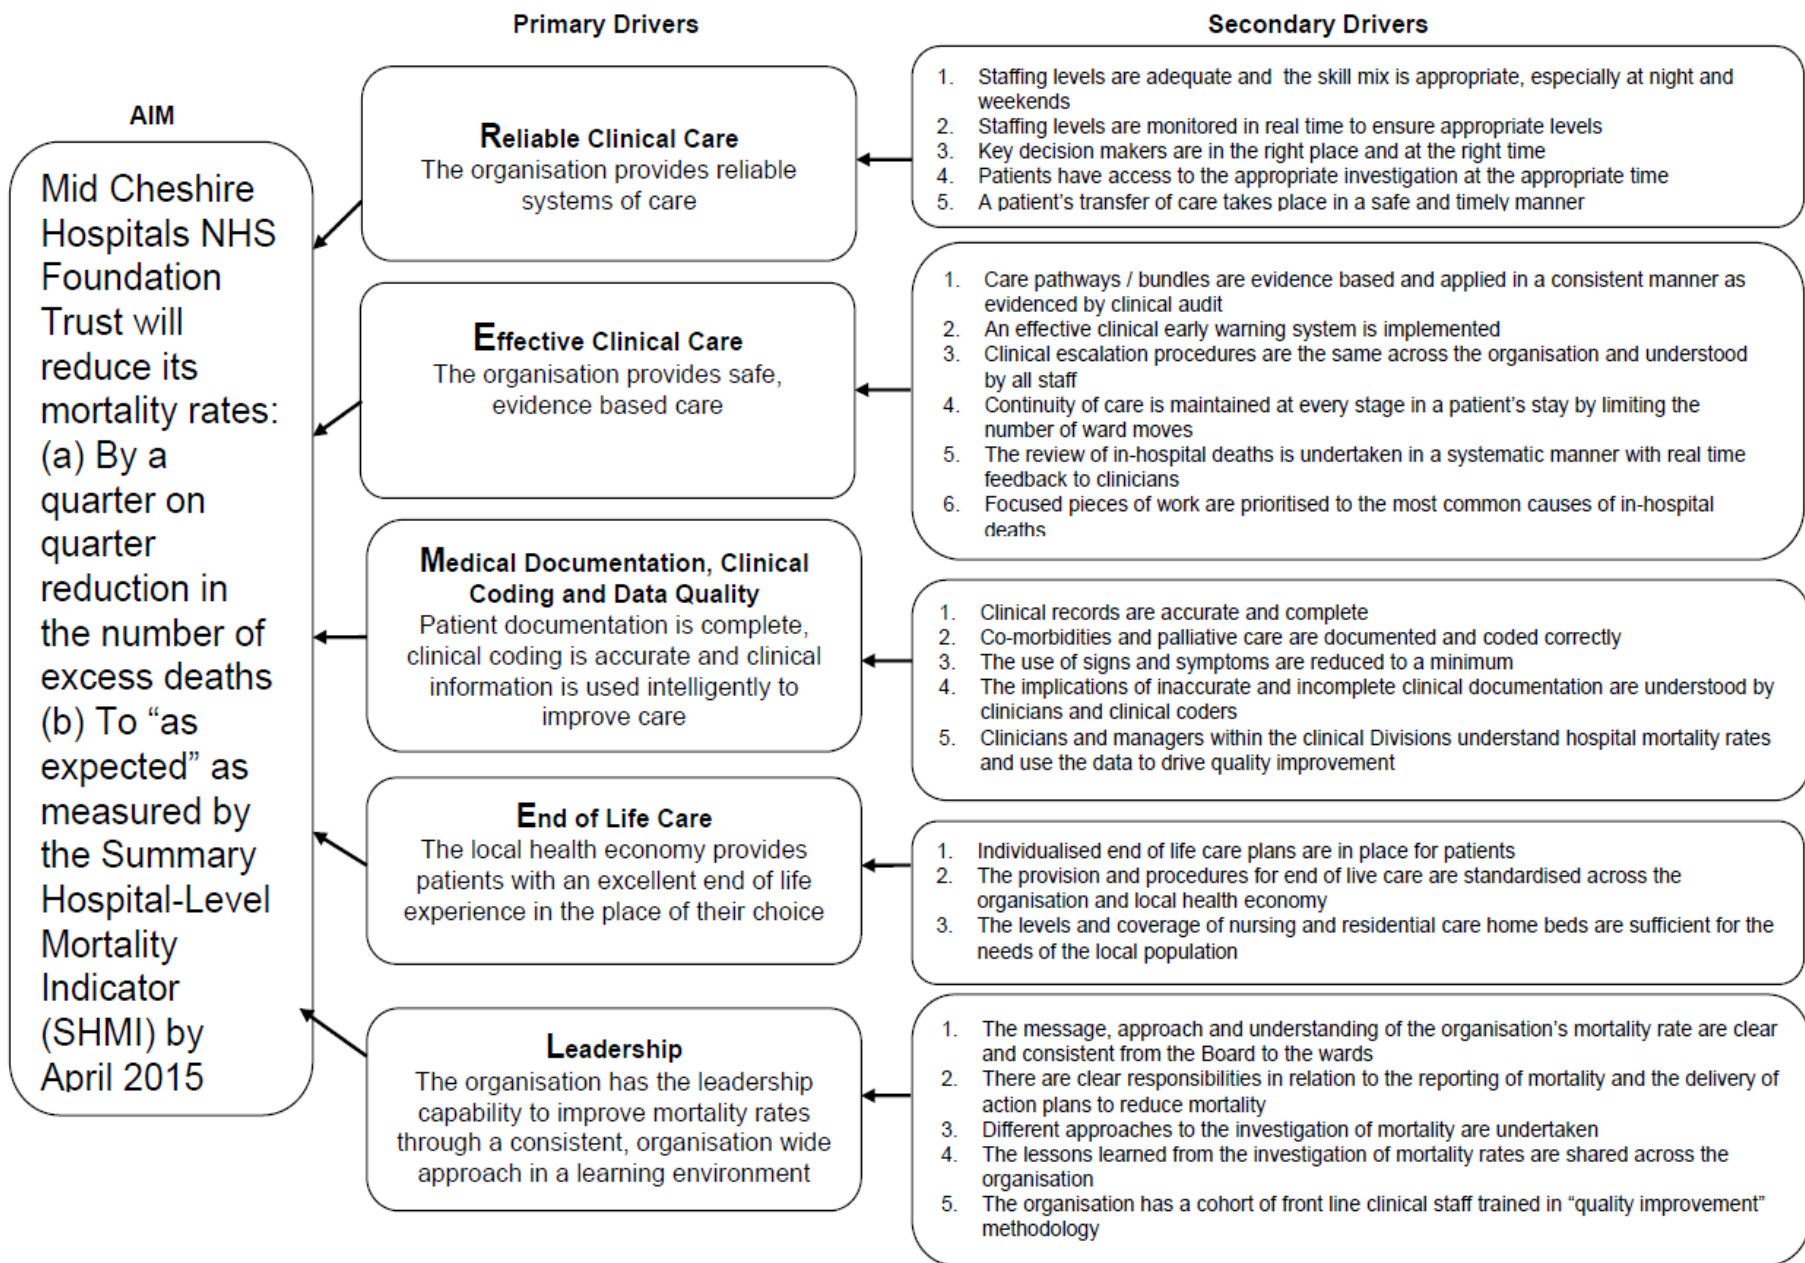 Primary Drivers
Secondary Drivers
AIM
Mid Cheshire
Hospitals NHS
Foundation
Trust will
reduce its
mortality rates:
(a) By a
quarter on
quarter
reduction in
the number of
excess deaths
(b) To “as
expected” as
measured by
the Summary
Hospital-Level
Mortality
Indicator
(SHMI) by
April 2015
Reliable Clinical Care
The organisation provides reliable
systems of care
1. Staffing levels are adequate and the skill mix is appropriate, especially at night and
weekends
2. Staffing levels are monitored in real time to ensure appropriate levels
3. Key decision makers are in the right place and at the right time
4. Patients have access to the appropriate investigation at the appropriate time
5. A patient’s transfer of care takes place in a safe and timely manner
Effective Clinical Care
The organisation provides safe,
evidence based care
1. Care pathways / bundles are evidence based and applied in a consistent manner as
evidenced by clinical audit
2. An effective clinical early warning system is implemented
3. Clinical escalation procedures are the same across the organisation and understood
by all staff
4. Continuity of care is maintained at every stage in a patient’s stay by limiting the
number of ward moves
5. The review of in-hospital deaths is undertaken in a systematic manner with real time
feedback to clinicians
6. Focused pieces of work are prioritised to the most common causes of in-hospital
deaths
Medical Documentation, Clinical
Coding and Data Quality
Patient documentation is complete,
clinical coding is accurate and clinical
information is used intelligently to
improve care
1. Clinical records are accurate and complete
2. Co-morbidities and palliative care are documented and coded correctly
3. The use of signs and symptoms are reduced to a minimum
4. The implications of inaccurate and incomplete clinical documentation are understood by
clinicians and clinical coders
5. Clinicians and managers within the clinical Divisions understand hospital mortality rates
and use the data to drive quality improvement
End of Life Care
The local health economy provides
patients with an excellent end of life
experience in the place of their choice
1. Individualised end of life care plans are in place for patients
2. The provision and procedures for end of live care are standardised across the
organisation and local health economy
3. The levels and coverage of nursing and residential care home beds are sufficient for the
needs of the local population
Leadership
The organisation has the leadership
capability to improve mortality rates
through a consistent, organisation wide
approach in a learning environment
1. The message, approach and understanding of the organisation’s mortality rate are clear
and consistent from the Board to the wards
2. There are clear responsibilities in relation to the reporting of mortality and the delivery of
action plans to reduce mortality
3. Different approaches to the investigation of mortality are undertaken
4. The lessons learned from the investigation of mortality rates are shared across the
organisation
5. The organisation has a cohort of front line clinical staff trained in “quality improvement”
methodology